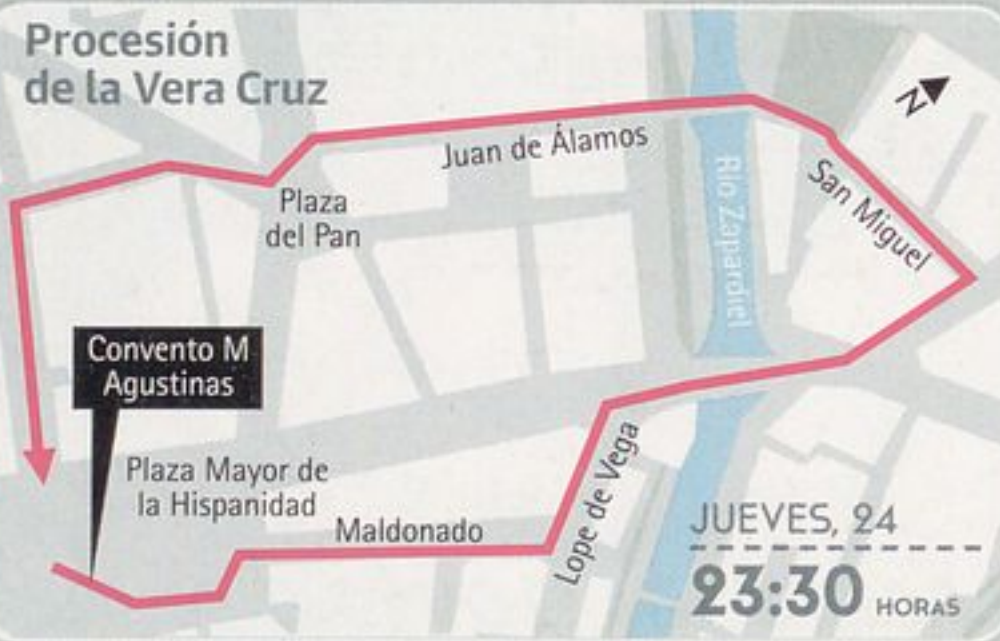 Procesión
de la Vera Cruz
N
Juan de Álamos
San Miguel
Río Zapardiel
Plaza
del Pan
Convento M
Agustinas
Plaza Mayor de
la Hispanidad
Maldonado
Lope de Vega
JUEVES, 24
23:30 HORAS